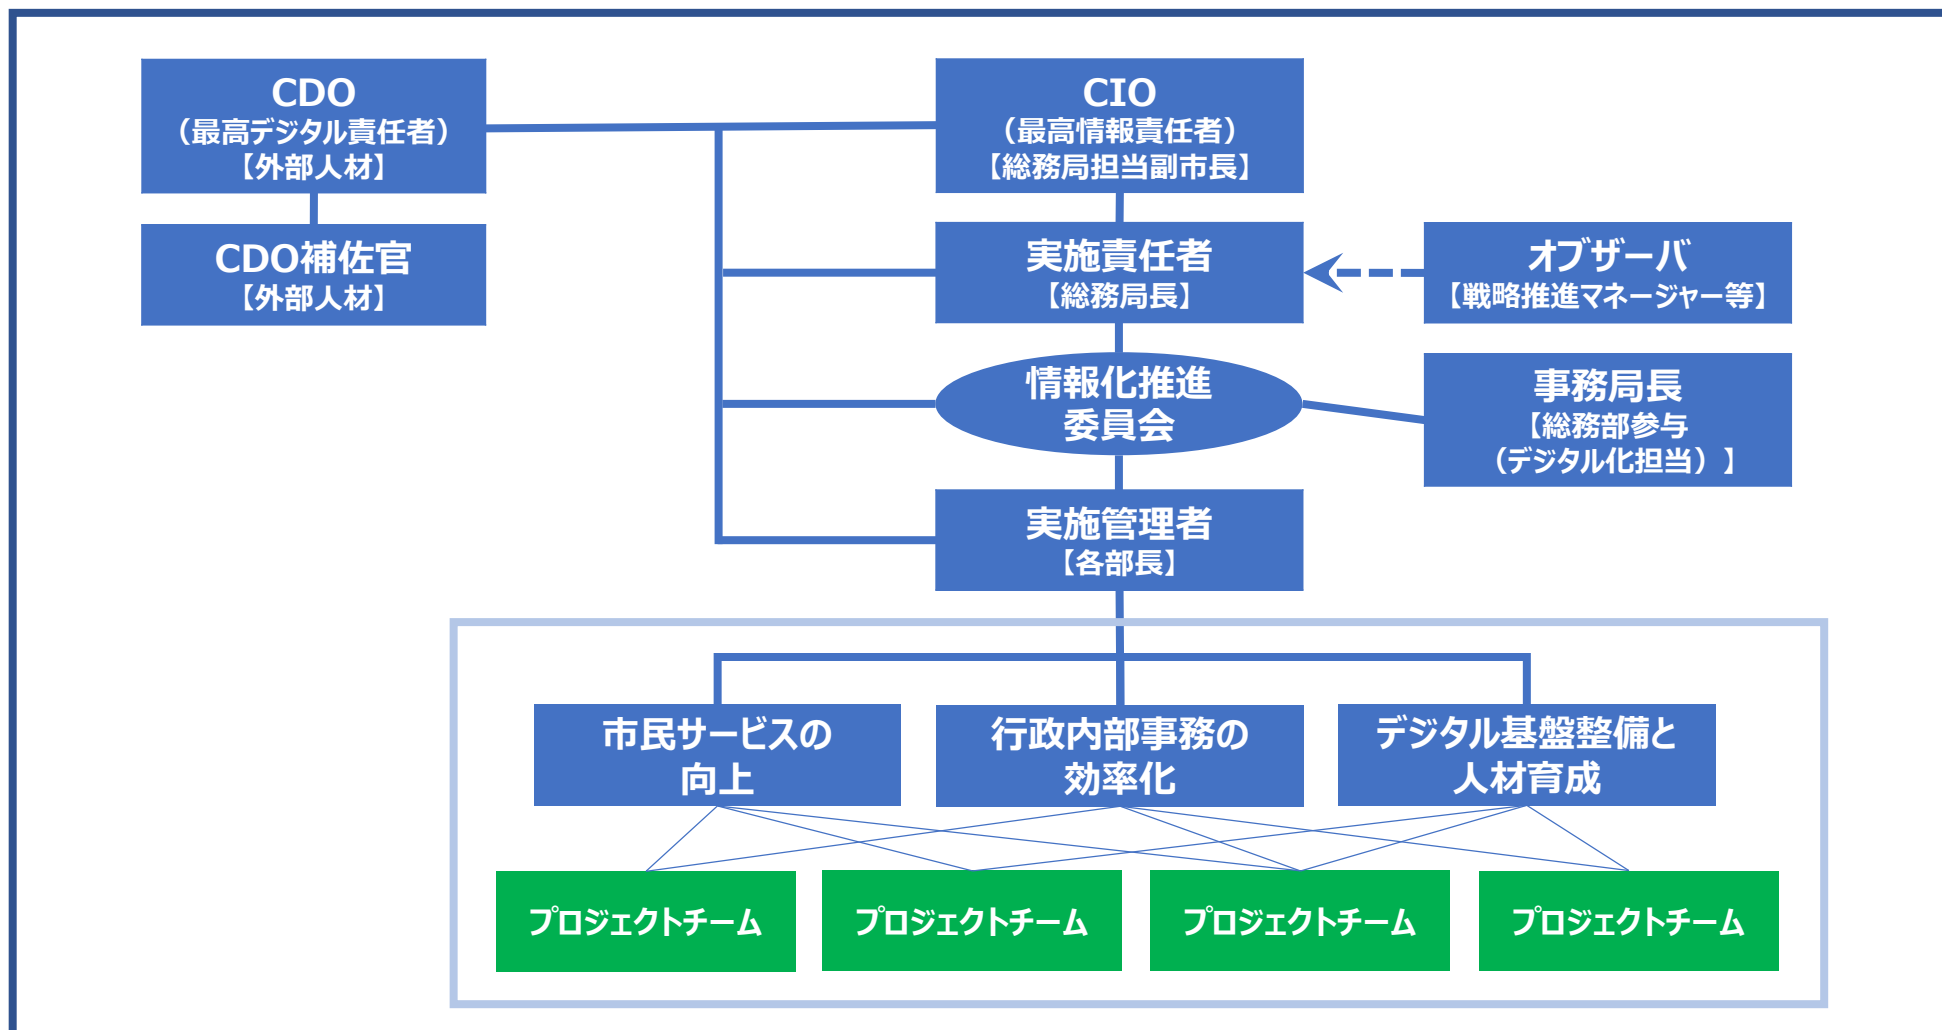 CDO
（最高デジタル責任者）
【外部人材】
CIO
（最高情報責任者）
【総務局担当副市長】
CDO補佐官
【外部人材】
実施責任者
【総務局長】
オブザーバ
【戦略推進マネージャー等】
情報化推進
委員会
事務局長
【総務部参与
（デジタル化担当）】
実施管理者
【各部長】
市民サービスの
向上
行政内部事務の
効率化
デジタル基盤整備と
人材育成
プロジェクトチーム
プロジェクトチーム
プロジェクトチーム
プロジェクトチーム